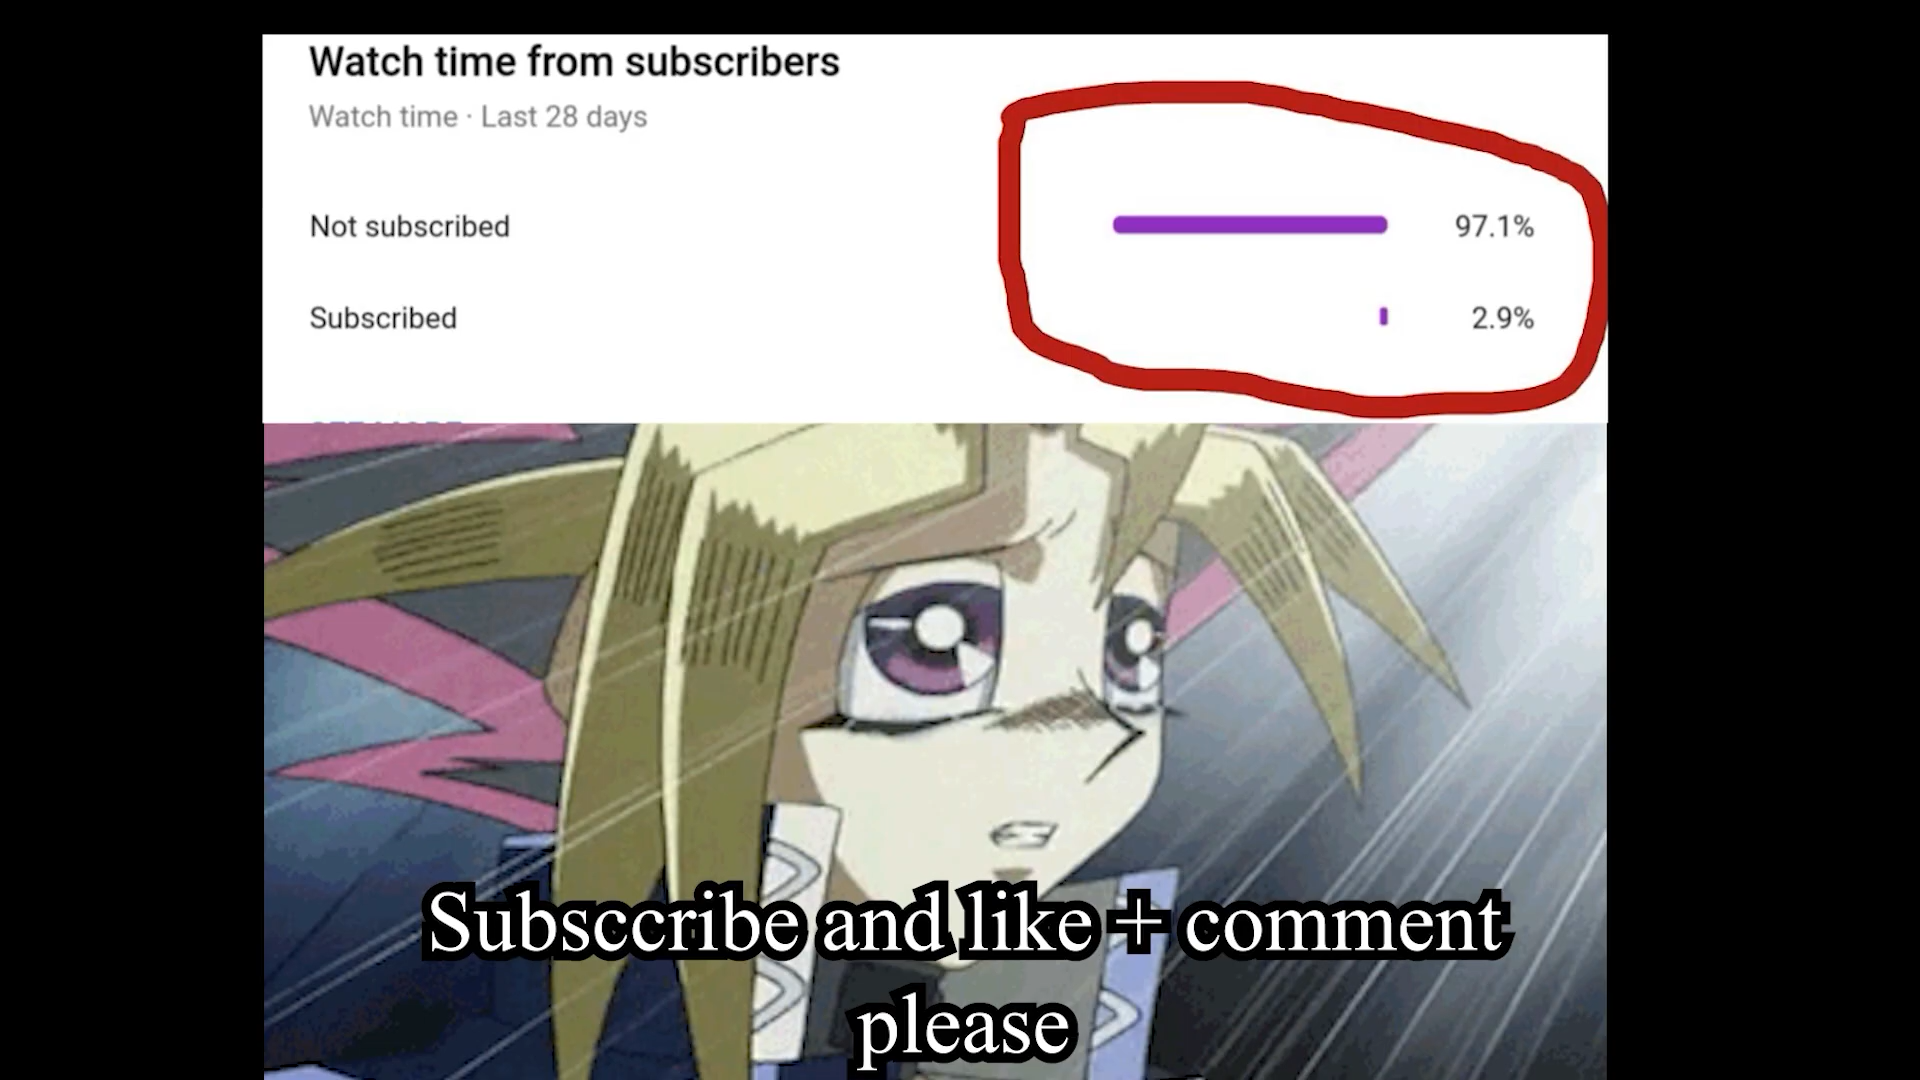 Watch time from subscribers
Watch time · Last 28 days
Not subscribed 97.1%
Subscribed 2.9%
Subsccribe and like + comment
please